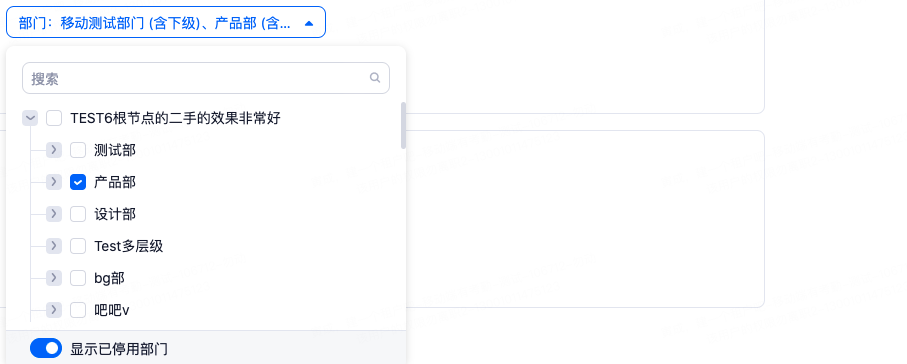 部门：移动测试部门 (含下级)、产品部 (含...
搜索
TEST6根节点的二手的效果非常好
测试部
产品部
设计部
Test多层级
bg部
吧吧v
显示已停用部门